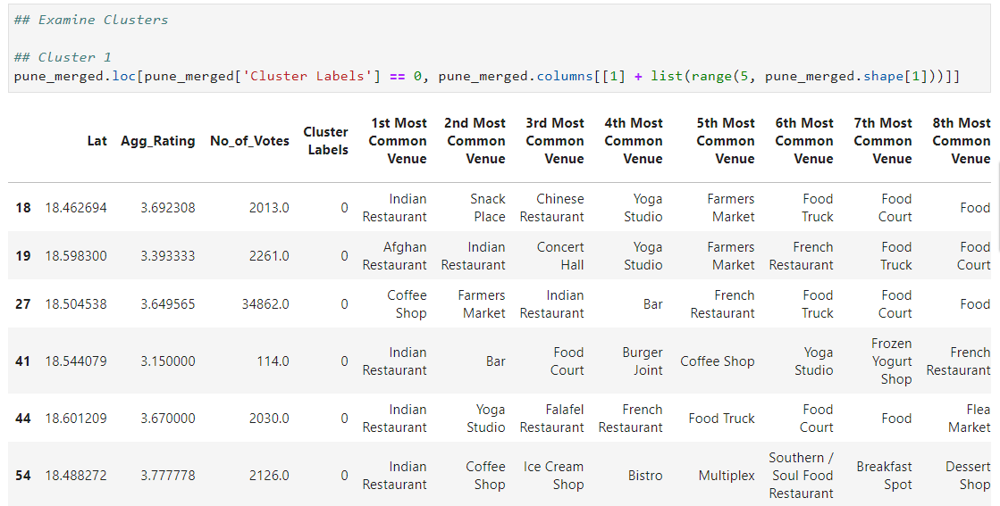 ## Examine Clusters
## Cluster 1
pune_merged.loc[pune_merged['Cluster Labels'] == 0, pune_merged.columns[[1] + list(range(5, pune_merged.shape[1]))]]
Lat Agg_Rating No_of_Votes Cluster Labels 1st Most Common Venue 2nd Most Common Venue 3rd Most Common Venue 4th Most Common Venue 5th Most Common Venue 6th Most Common Venue 7th Most Common Venue 8th Most Common Venue
18 18.462694 3.692308 2013.0 0 Indian Restaurant Snack Place Chinese Restaurant Yoga Studio Farmers Market Food Truck Food Court Food
19 18.598300 3.393333 2261.0 0 Afghan Restaurant Indian Restaurant Concert Hall Yoga Studio Farmers Market French Restaurant Food Truck Food Court
27 18.504538 3.649565 34862.0 0 Coffee Shop Farmers Market Indian Restaurant Bar French Restaurant Food Truck Food Court Food
41 18.544079 3.150000 114.0 0 Indian Restaurant Bar Food Court Burger Joint Coffee Shop Yoga Studio Frozen Yogurt Shop French Restaurant
44 18.601209 3.670000 2030.0 0 Indian Restaurant Yoga Studio Falafel Restaurant French Restaurant Food Truck Food Court Food Flea Market
54 18.488272 3.777778 2126.0 0 Indian Restaurant Coffee Shop Ice Cream Shop Bistro Multiplex Southern / Soul Food Restaurant Breakfast Spot Dessert Shop